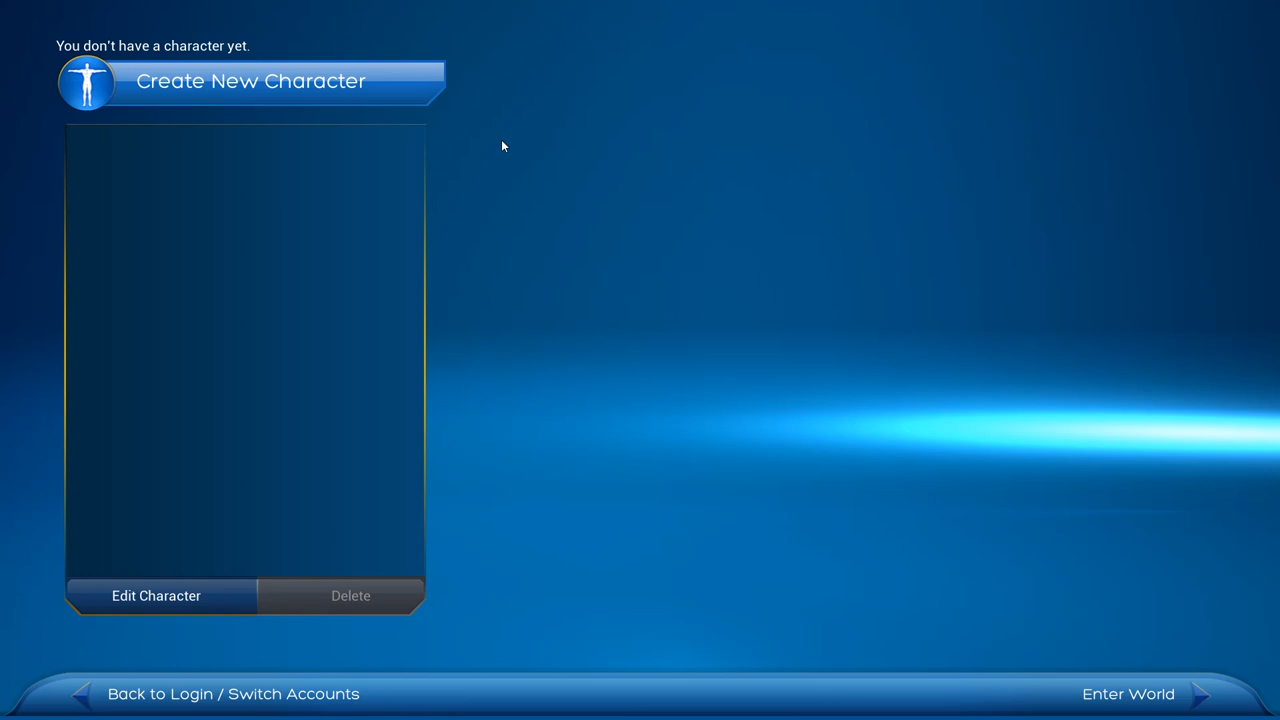 You don't have a character yet.
Create New Character
Edit Character
Delete
Back to Login / Switch Accounts
Enter World